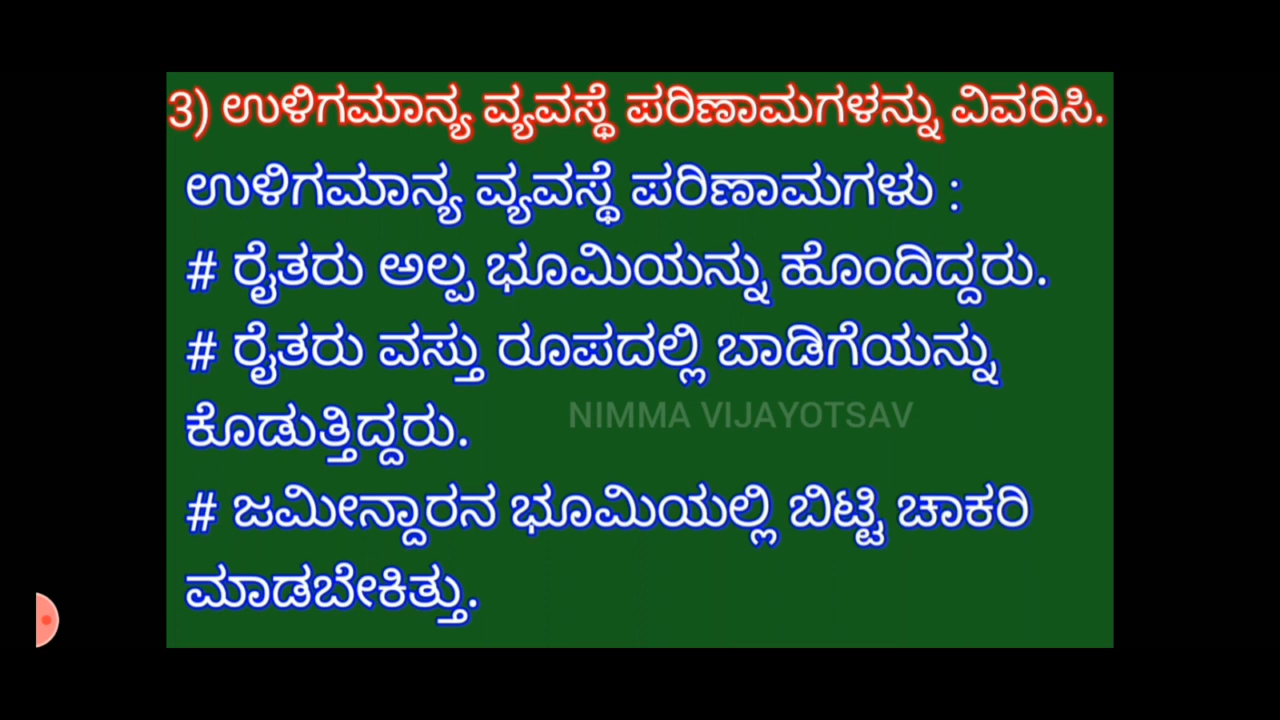 3) ಉಳಿಗಮಾನ್ಯ ವ್ಯವಸ್ಥೆ ಪರಿಣಾಮಗಳನ್ನು ವಿವರಿಸಿ.
ಉಳಿಗಮಾನ್ಯ ವ್ಯವಸ್ಥೆ ಪರಿಣಾಮಗಳು :
# ರೈತರು ಅಲ್ಪ ಭೂಮಿಯನ್ನು ಹೊಂದಿದ್ದರು.
# ರೈತರು ವಸ್ತು ರೂಪದಲ್ಲಿ ಬಾಡಿಗೆಯನ್ನು
ಕೊಡುತ್ತಿದ್ದರು.
NIMMA VIJAYOTSAV
# ಜಮೀನ್ದಾರನ ಭೂಮಿಯಲ್ಲಿ ಬಿಟ್ಟಿ ಚಾಕರಿ
ಮಾಡಬೇಕಿತ್ತು.